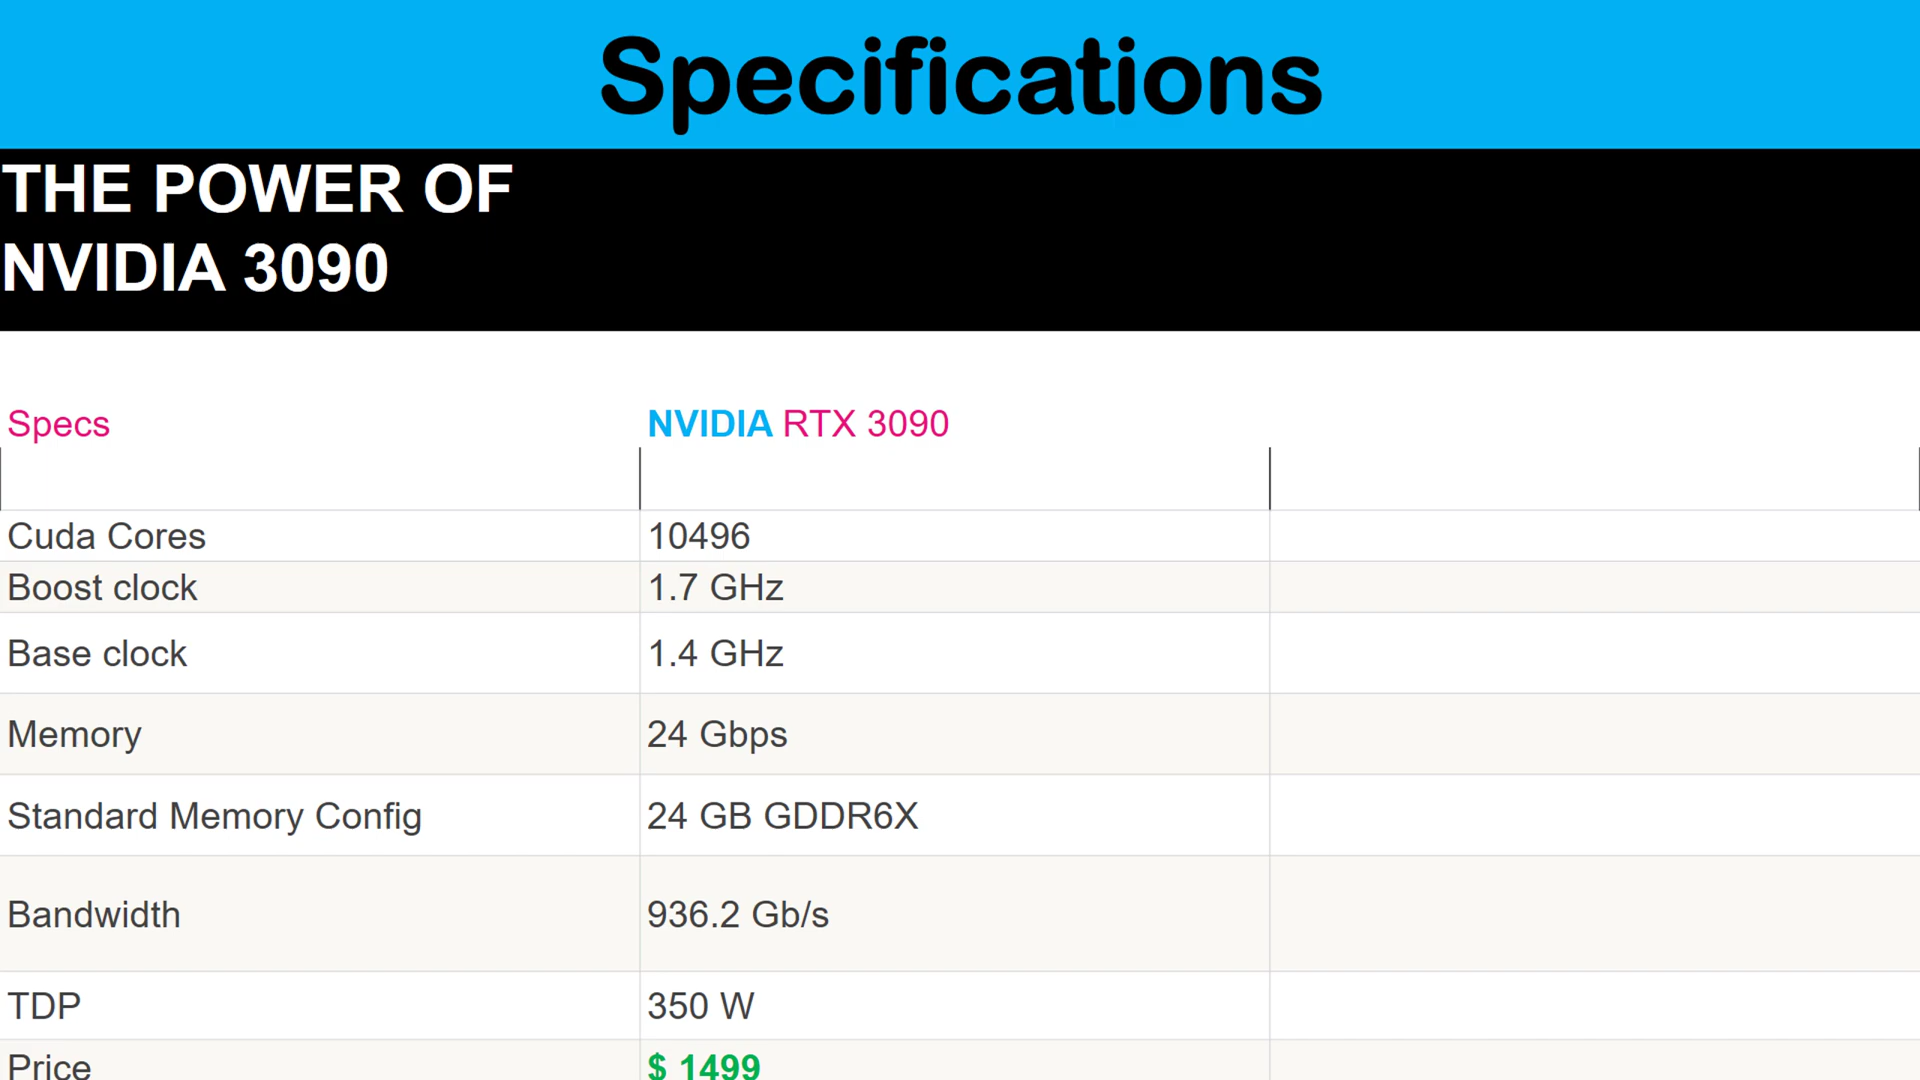 Specifications
THE POWER OF
NVIDIA 3090
Specs NVIDIA RTX 3090
Cuda Cores 10496
Boost clock 1.7 GHz
Base clock 1.4 GHz
Memory 24 Gbps
Standard Memory Config 24 GB GDDR6X
Bandwidth 936.2 Gb/s
TDP 350 W
Price $ 1499